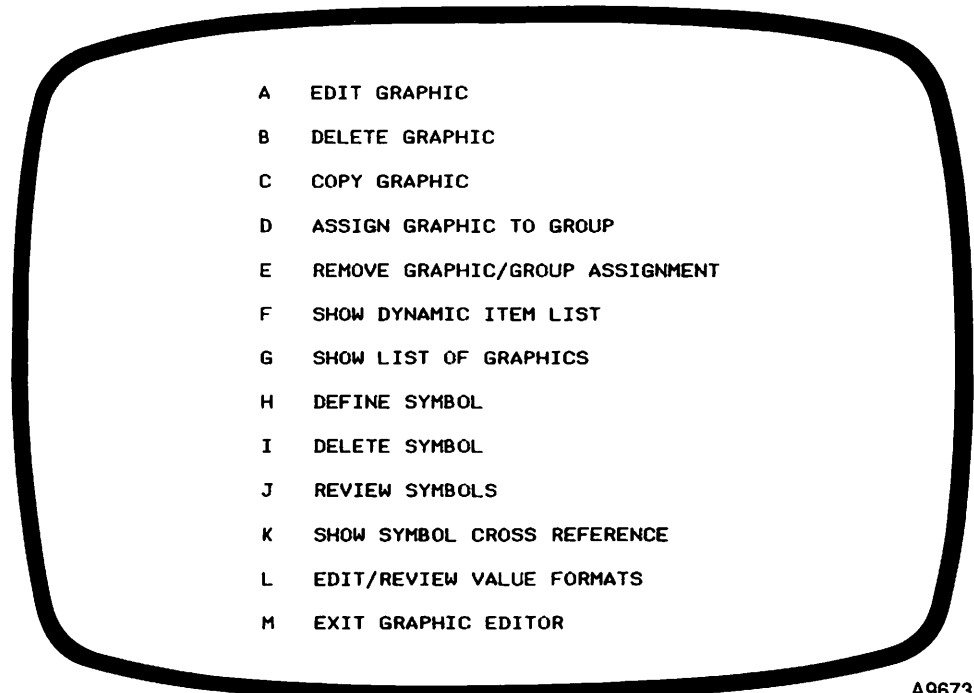 A EDIT GRAPHIC
B DELETE GRAPHIC
C COPY GRAPHIC
D ASSIGN GRAPHIC TO GROUP
E REMOVE GRAPHIC/GROUP ASSIGNMENT
F SHOW DYNAMIC ITEM LIST
G SHOW LIST OF GRAPHICS
H DEFINE SYMBOL
I DELETE SYMBOL
J REVIEW SYMBOLS
K SHOW SYMBOL CROSS REFERENCE
L EDIT/REVIEW VALUE FORMATS
M EXIT GRAPHIC EDITOR
A9673